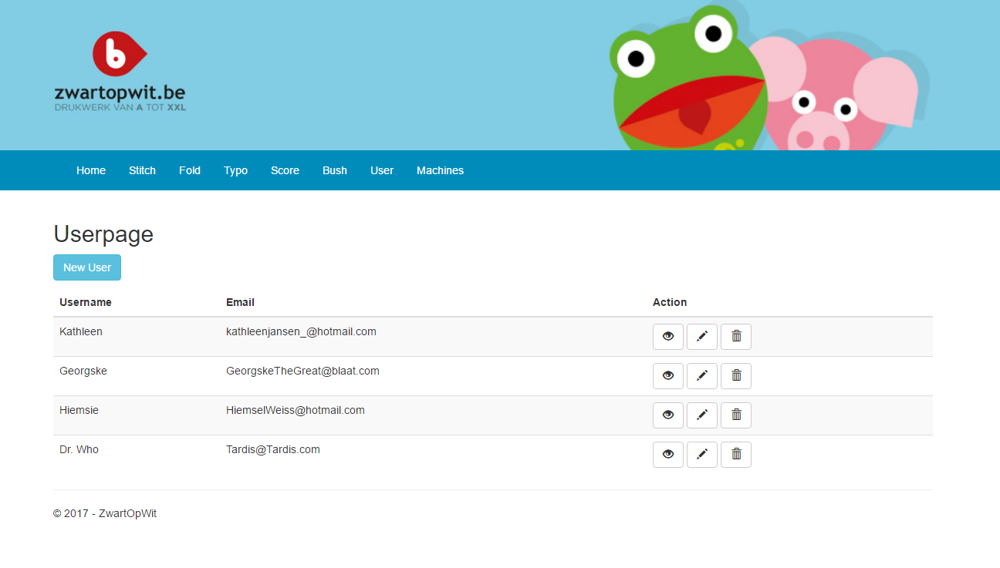 b
zwartopwit.be
DRUKWERK VAN A TOT XXL
Home Stitch Fold Typo Score Bush User Machines
Userpage
New User
Username Email Action
Kathleen kathleenjansen_@hotmail.com
Georgske GeorgskeTheGreat@blaat.com
Hiemsie HiemselWeiss@hotmail.com
Dr. Who Tardis@Tardis.com
© 2017 - ZwartOpWit